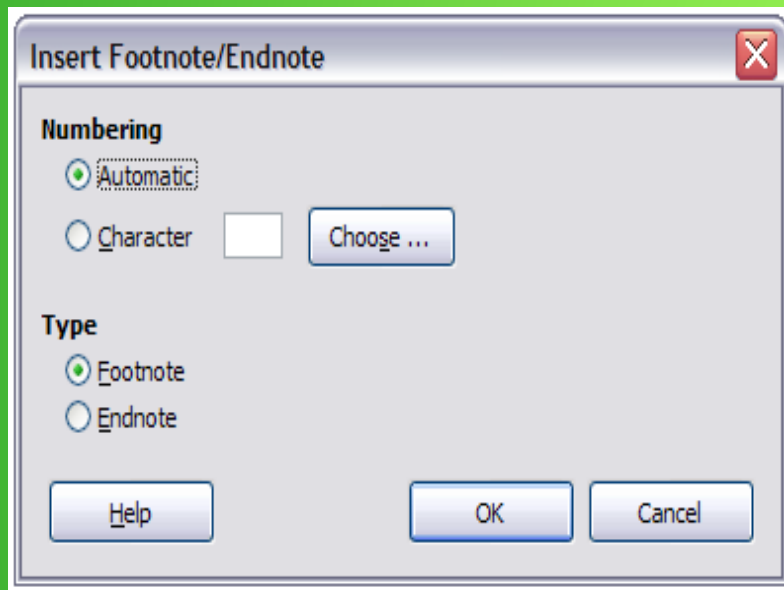 Insert Footnote/Endnote
Numbering
Automatic
Character Choose ...
Type
Footnote
Endnote
Help OK Cancel